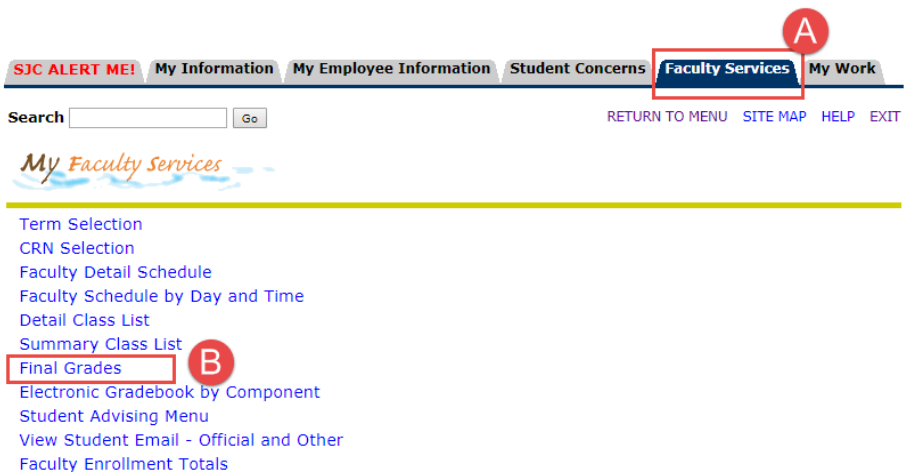 A
SJC ALERT ME! My Information My Employee Information Student Concerns Faculty Services My Work
Search Go RETURN TO MENU SITE MAP HELP EXIT
My Faculty Services
Term Selection
CRN Selection
Faculty Detail Schedule
Faculty Schedule by Day and Time
Detail Class List
Summary Class List
Final Grades B
Electronic Gradebook by Component
Student Advising Menu
View Student Email - Official and Other
Faculty Enrollment Totals